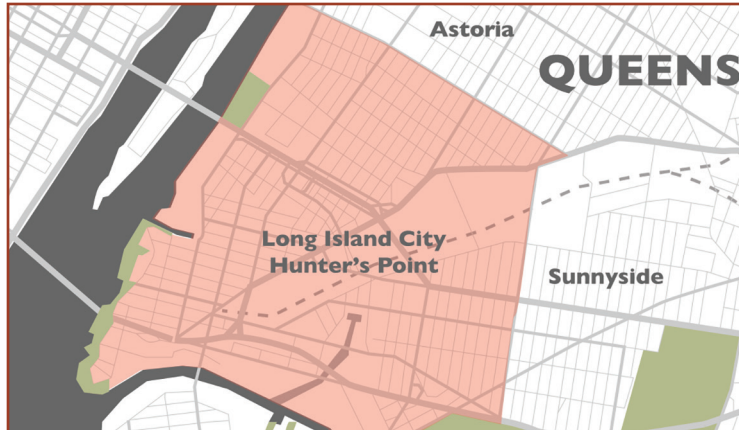 Astoria
QUEENS
Long Island City
Hunter's Point
Sunnyside